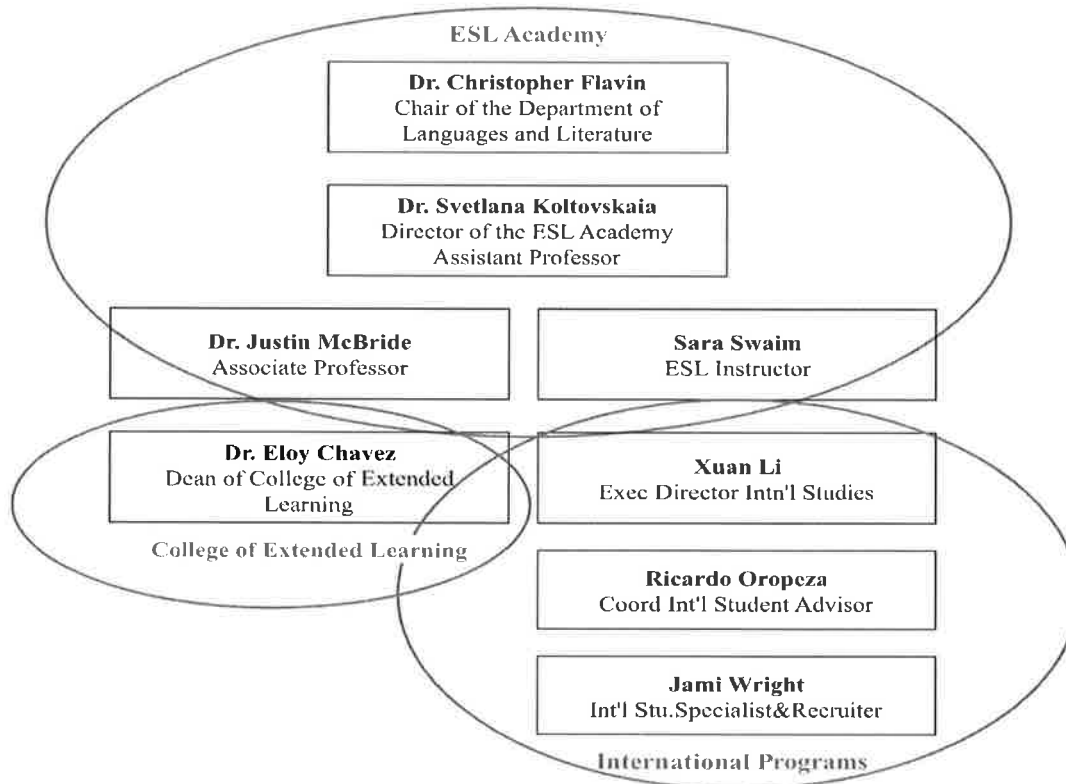 ESL Academy
Dr. Christopher Flavin
Chair of the Department of
Languages and Literature
Dr. Svetlana Koltovskaia
Director of the ESL Academy
Assistant Professor
Dr. Justin McBride
Associate Professor
Sara Swaim
ESL Instructor
Dr. Eloy Chavez
Dean of College of Extended
Learning
College of Extended Learning
Xuan Li
Exec Director Intn'l Studies
Ricardo Oropeza
Coord Int'l Student Advisor
Jami Wright
Int'l Stu.Specialist&Recruiter
International Programs